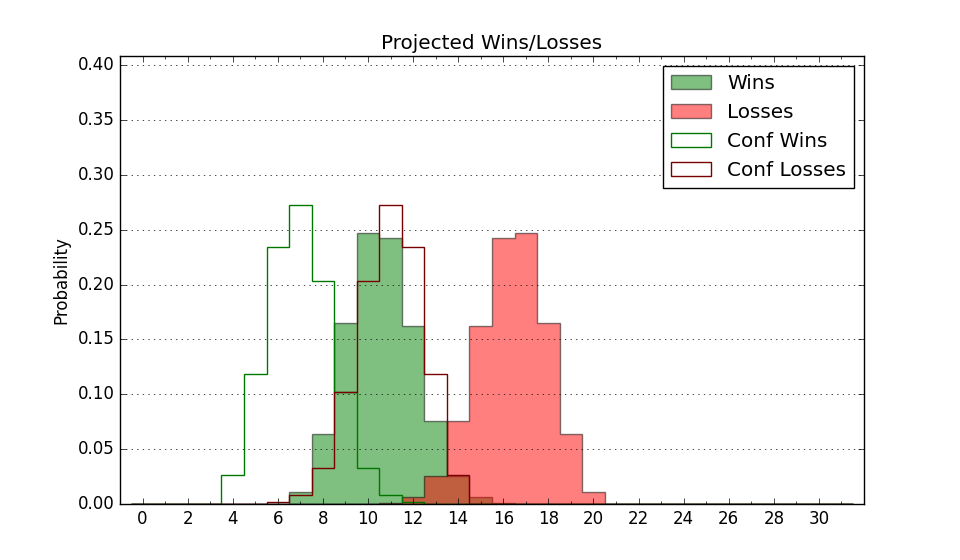 Projected Wins/Losses
0.40
0.35
0.30
0.25
0.20
0.15
0.10
0.05
0.00
Probability
Wins
Losses
Conf Wins
Conf Losses
0 2 4 6 8 10 12 14 16 18 20 22 24 26 28 30